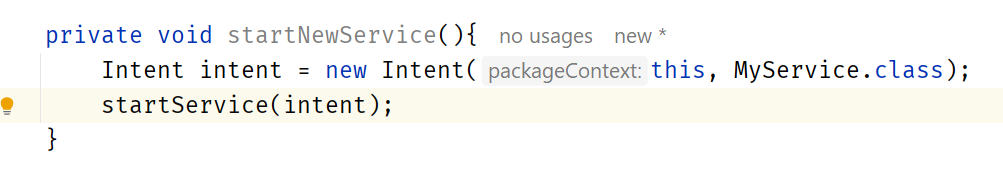 private void startNewService(){ no usages new *
Intent intent = new Intent( packageContext: this, MyService.class);
startService(intent);
}